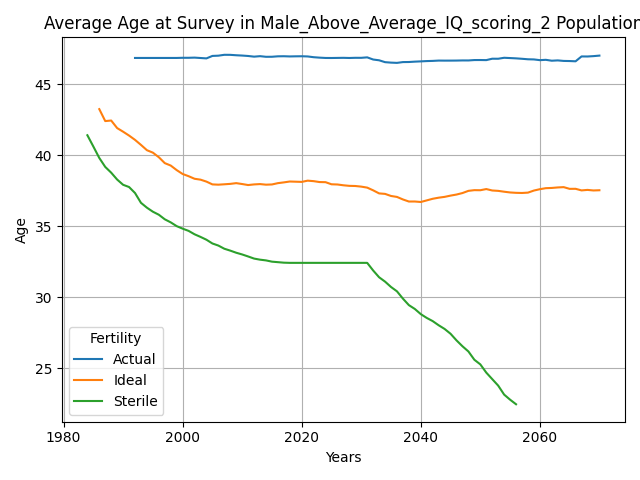 Average Age at Survey in Male_Above_Average_IQ_scoring_2 Population
Age
45
40
35
30
25
Fertility
Actual
Ideal
Sterile
1980 2000 2020 2040 2060
Years